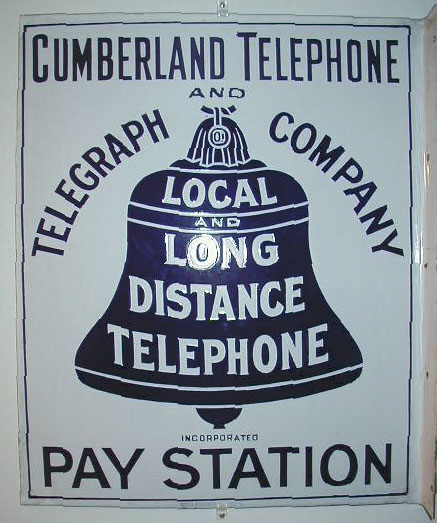 CUMBERLAND TELEPHONE
AND
TELEGRAPH COMPANY
LOCAL
AND
LONG
DISTANCE
TELEPHONE
INCORPORATED
PAY STATION